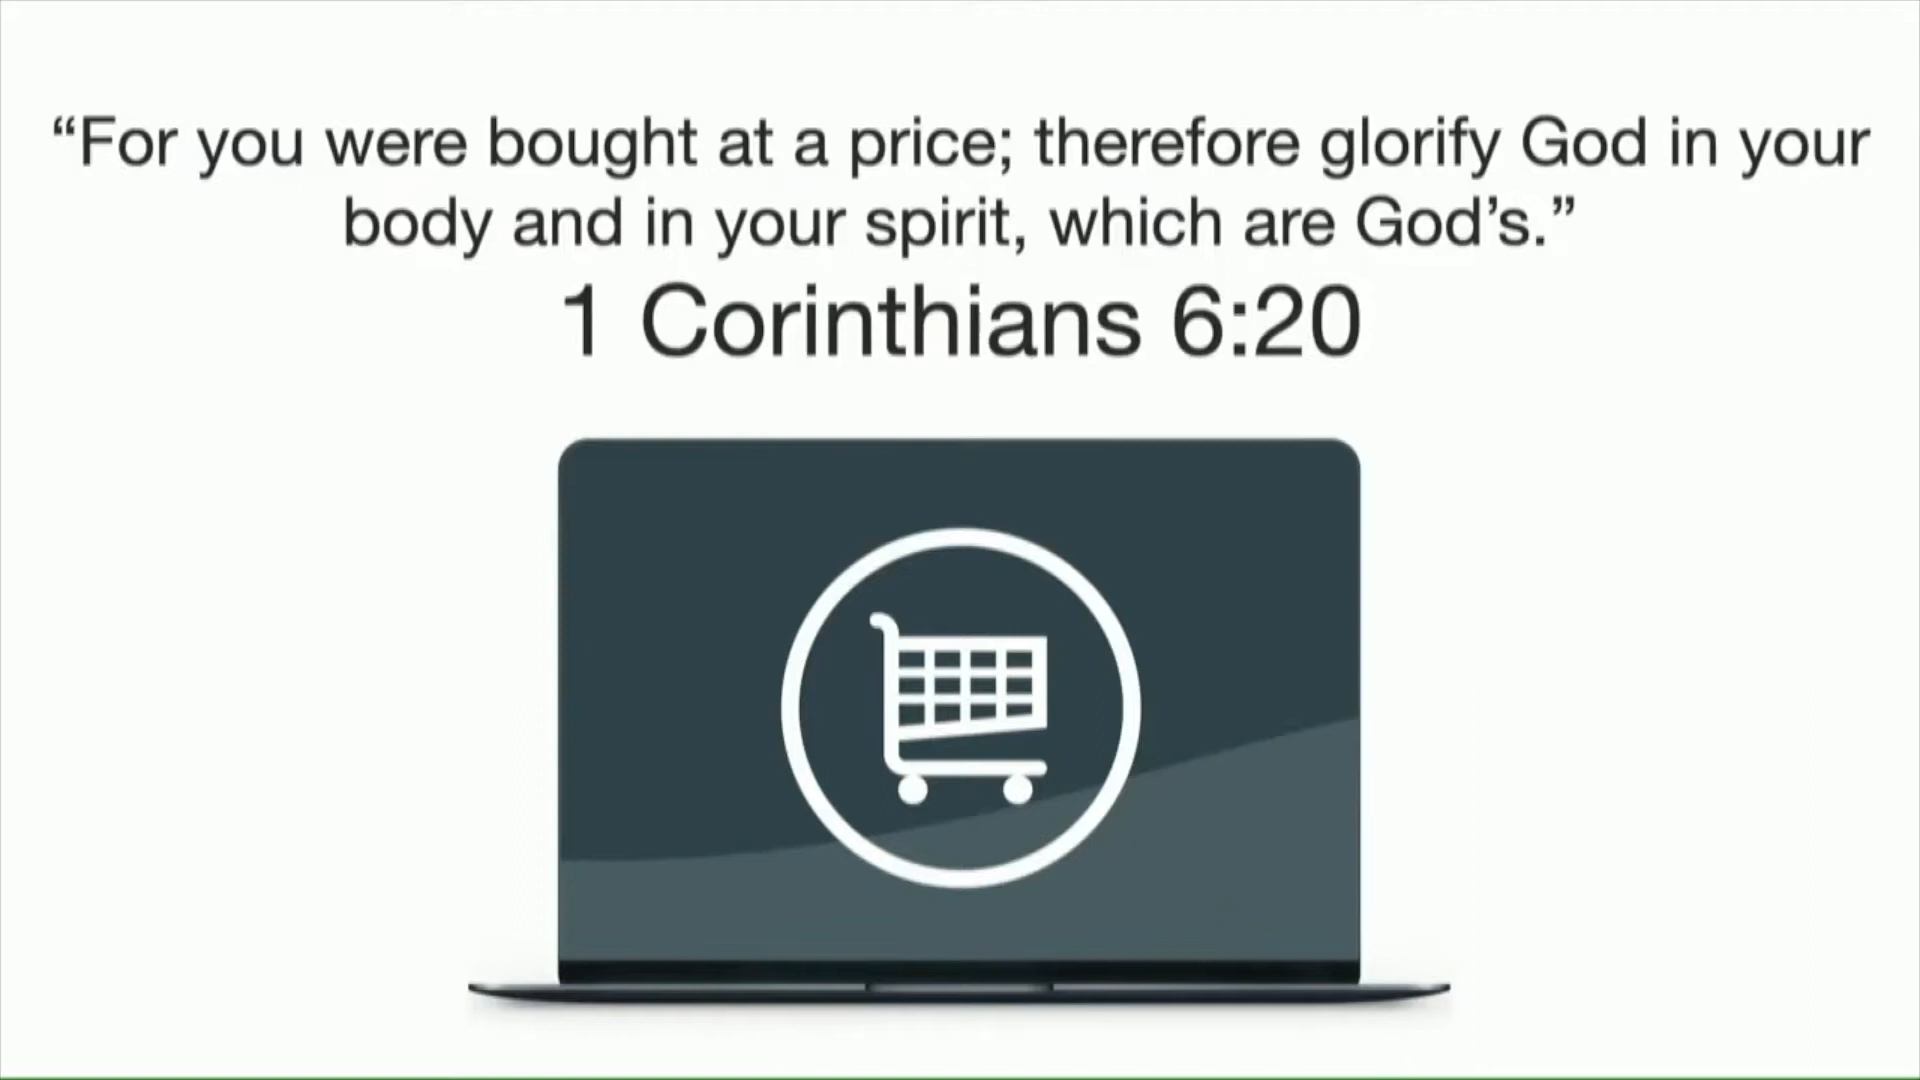 “For you were bought at a price; therefore glorify God in your
body and in your spirit, which are God’s.”
1 Corinthians 6:20